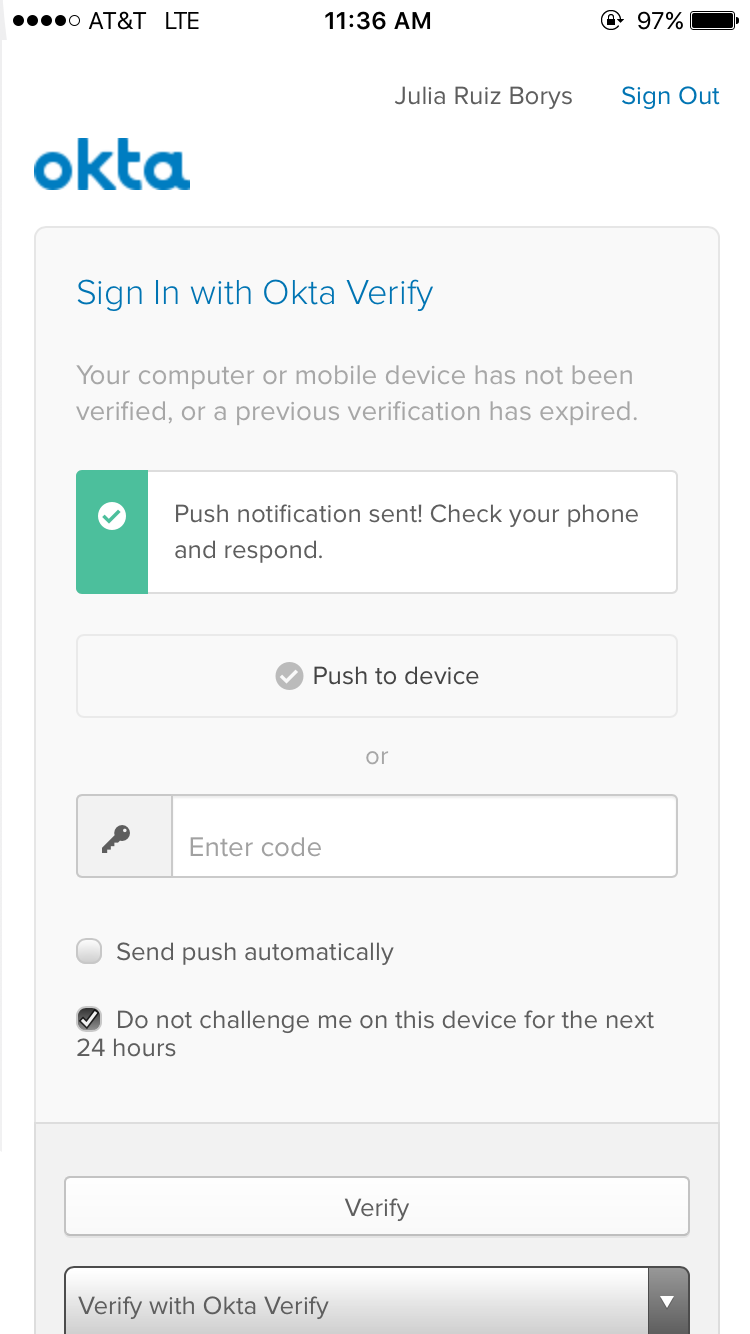 AT&T LTE 11:36 AM 97%
Julia Ruiz Borys Sign Out
okta
Sign In with Okta Verify
Your computer or mobile device has not been
verified, or a previous verification has expired.
Push notification sent! Check your phone
and respond.
Push to device
or
Enter code
Send push automatically
Do not challenge me on this device for the next
24 hours
Verify
Verify with Okta Verify